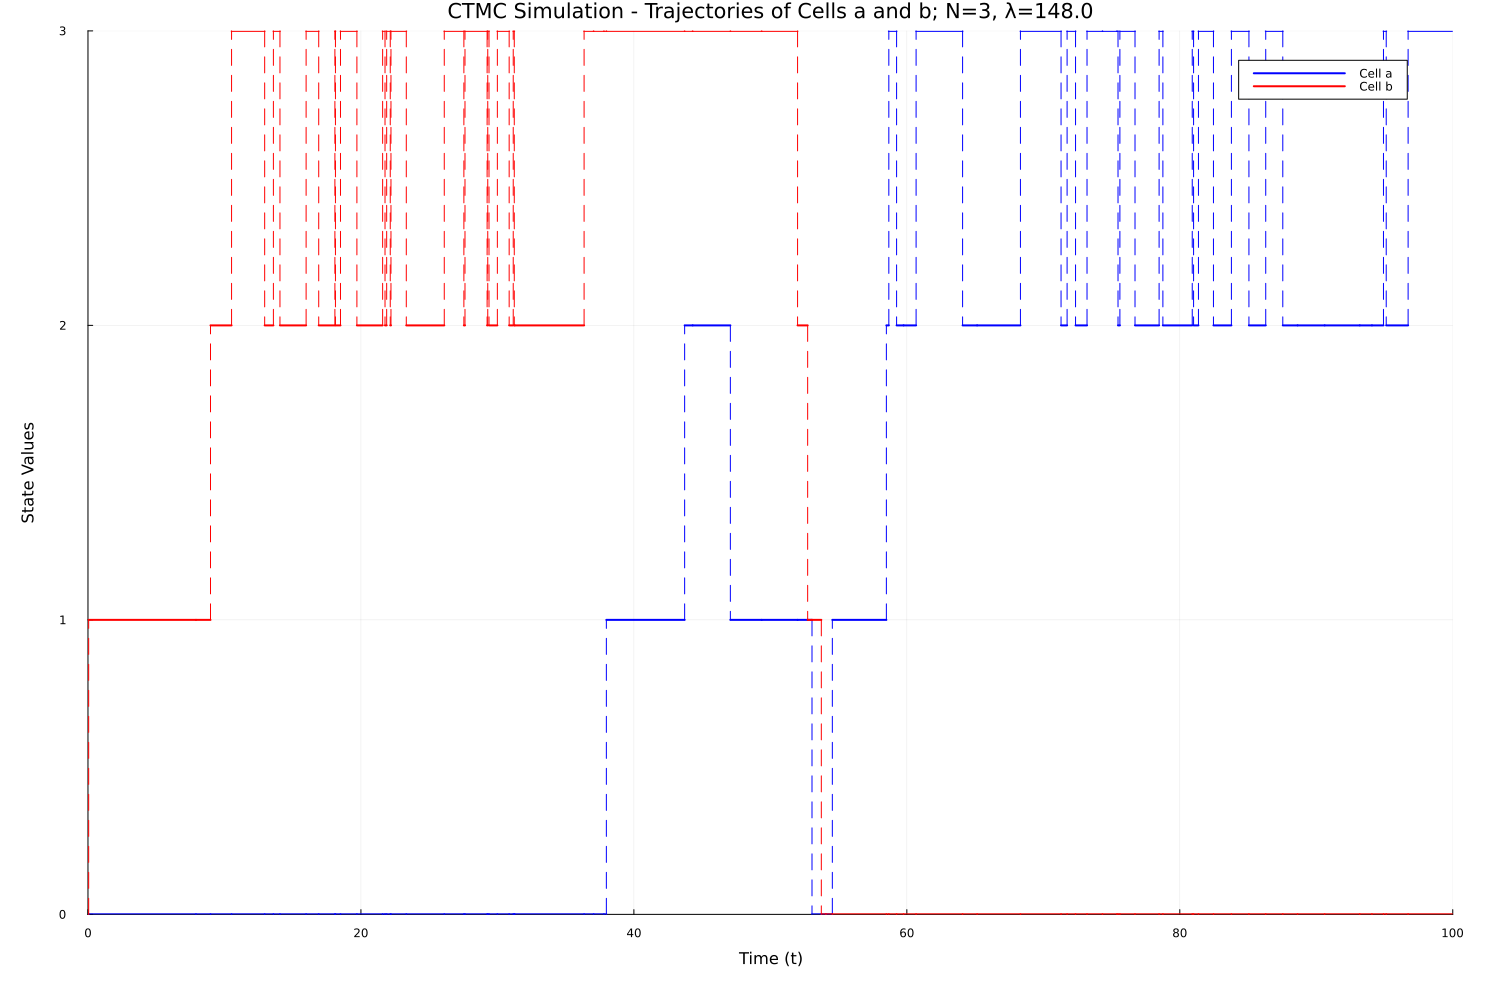 CTMC Simulation - Trajectories of Cells a and b; N=3, λ=148.0
3
Cell a
Cell b
2
State Values
1
0
0 20 40 60 80 100
Time (t)